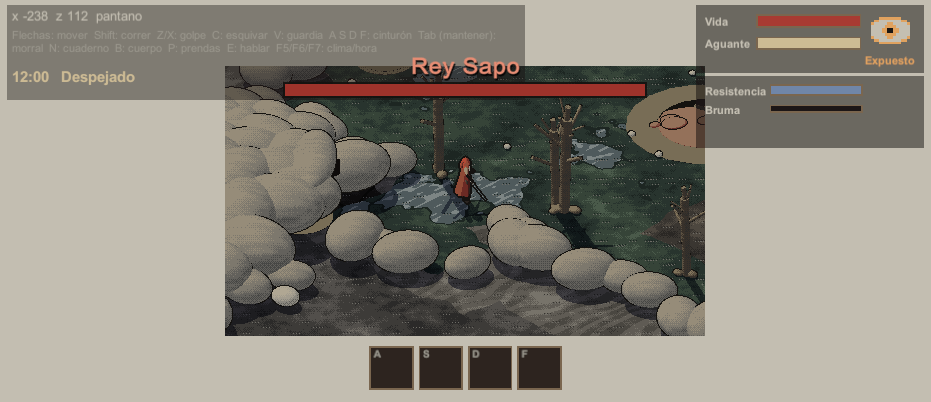 x -238 z 112 pantano
Flechas: mover Shift: correr Z/X: golpe C: esquivar V: guardia A S D F: cinturón Tab (mantener):
morral N: cuaderno B: cuerpo P: prendas E: hablar F5/F6/F7: clima/hora
12:00 Despejado
Rey Sapo
Vida
Aguante
Expuesto
Resistencia
Bruma
A
S
D
F